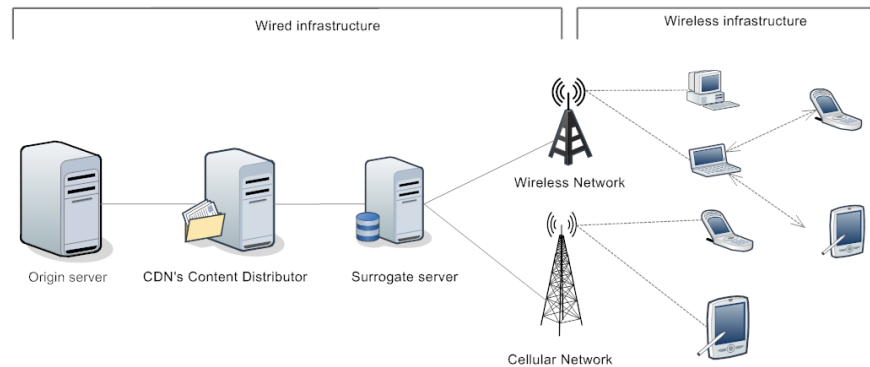 Wired infrastructure
Wireless infrastructure
Wireless Network
Origin server
CDN's Content Distributor
Surrogate server
Cellular Network